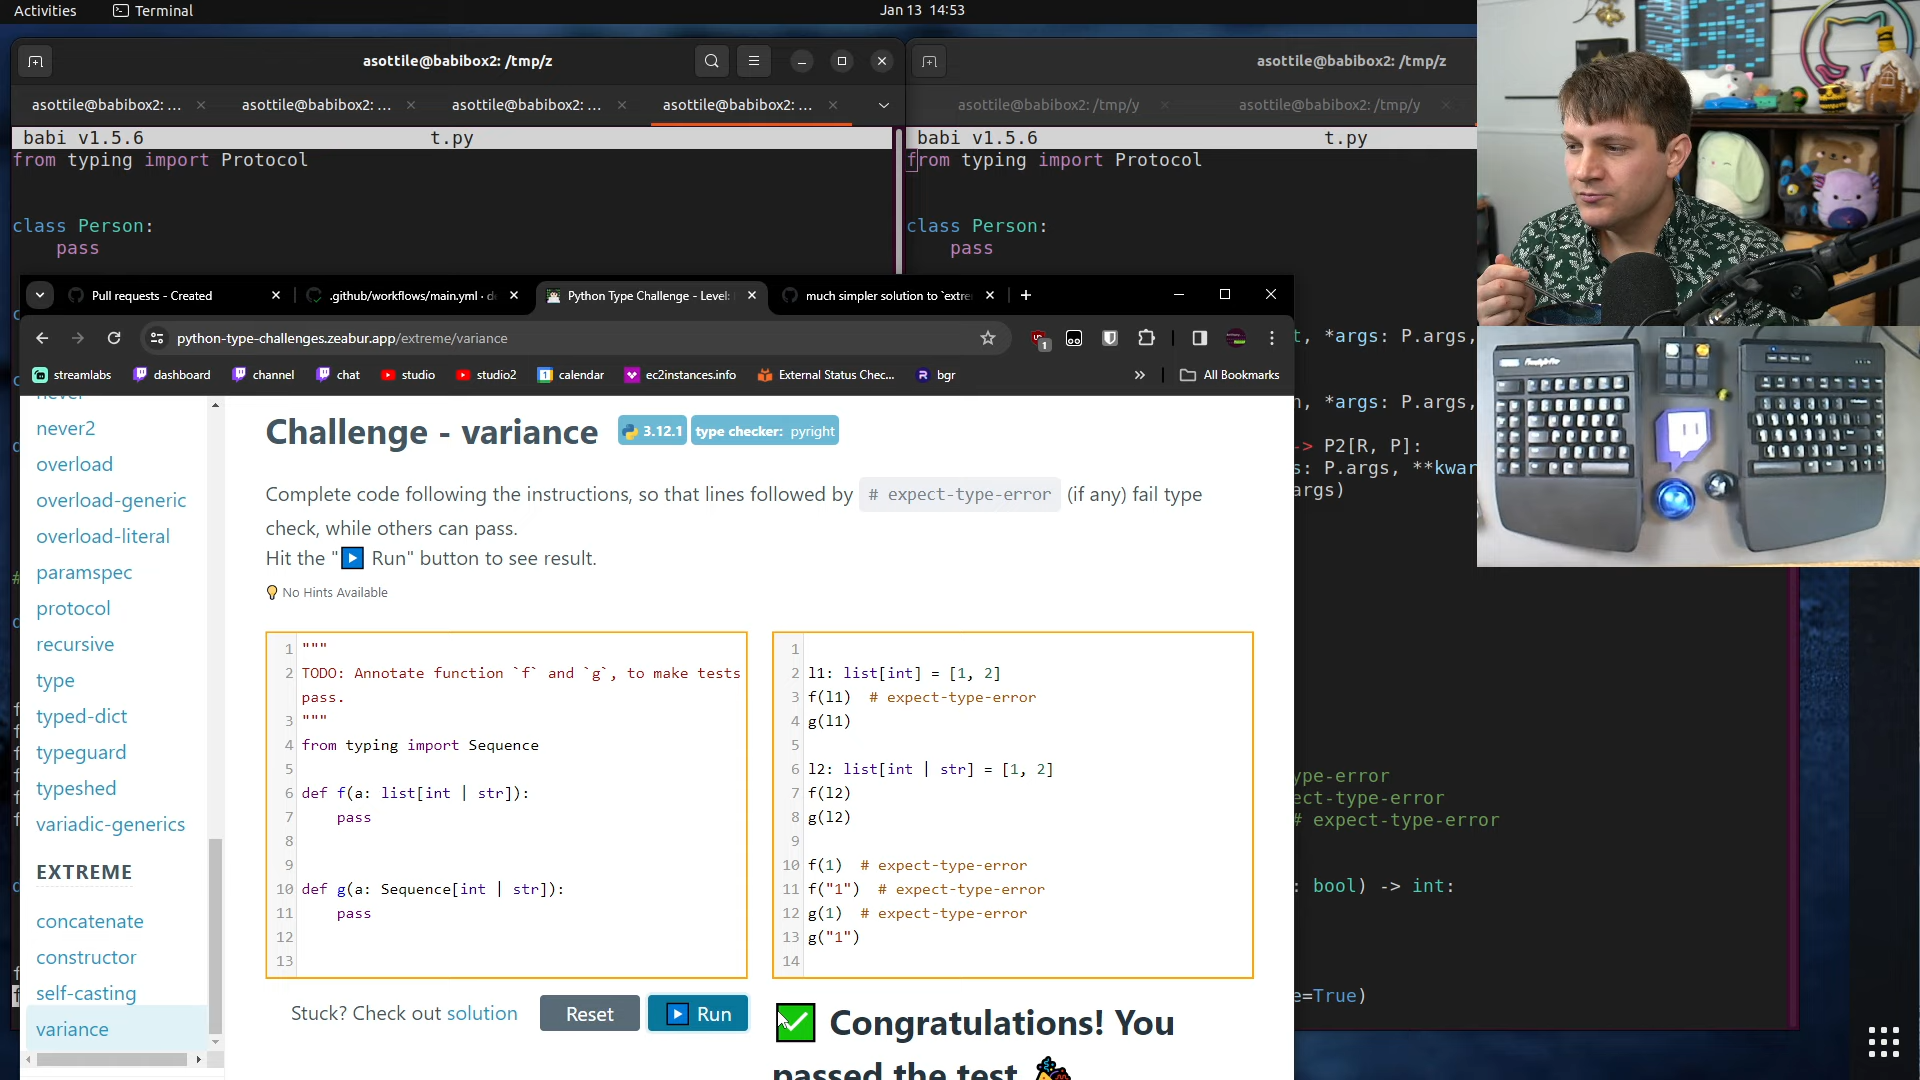 Activities
Terminal
Jan 13 14:53
asottile@babibox2: /tmp/z
asottile@babibox2: /tmp/z
asottile@babibox2: ...
asottile@babibox2: ...
asottile@babibox2: ...
asottile@babibox2: ...
asottile@babibox2: /tmp/y
asottile@babibox2: /tmp/y
babi v1.5.6 t.py
babi v1.5.6 t.py
from typing import Protocol
from typing import Protocol
class Person:
class Person:
pass
pass
Pull requests - Created
.github/workflows/main.yml · d
Python Type Challenge - Level:
much simpler solution to `extre
python-type-challenges.zeabur.app/extreme/variance
1
t, *args: P.args,
streamlabs
dashboard
channel
chat
studio
studio2
calendar
ec2instances.info
External Status Chec...
bgr
»
All Bookmarks
n, *args: P.args,
-> P2[R, P]:
s: P.args, **kwar
args)
never2
overload
overload-generic
overload-literal
paramspec
protocol
recursive
type
typed-dict
typeguard
typeshed
variadic-generics
EXTREME
concatenate
constructor
self-casting
variance
Challenge - variance
3.12.1
type checker: pyright
Complete code following the instructions, so that lines followed by # expect-type-error (if any) fail type
check, while others can pass.
Hit the "▶ Run" button to see result.
No Hints Available
1 """
2 TODO: Annotate function `f` and `g`, to make tests
pass.
3 """
4 from typing import Sequence
5
6 def f(a: list[int | str]):
7 pass
8
9
10 def g(a: Sequence[int | str]):
11 pass
12
13
1
2 l1: list[int] = [1, 2]
3 f(l1) # expect-type-error
4 g(l1)
5
6 l2: list[int | str] = [1, 2]
7 f(l2)
8 g(l2)
9
10 f(1) # expect-type-error
11 f("1") # expect-type-error
12 g(1) # expect-type-error
13 g("1")
14
Stuck? Check out solution
Reset
Run
Congratulations! You
passed the test
ype-error
ect-type-error
# expect-type-error
: bool) -> int:
e=True)